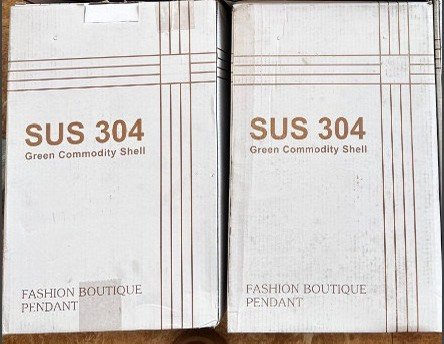 SUS 304
Green Commodity Shell
FASHION BOUTIQUE
PENDANT
SUS 304
Green Commodity Shell
FASHION BOUTIQUE
PENDANT